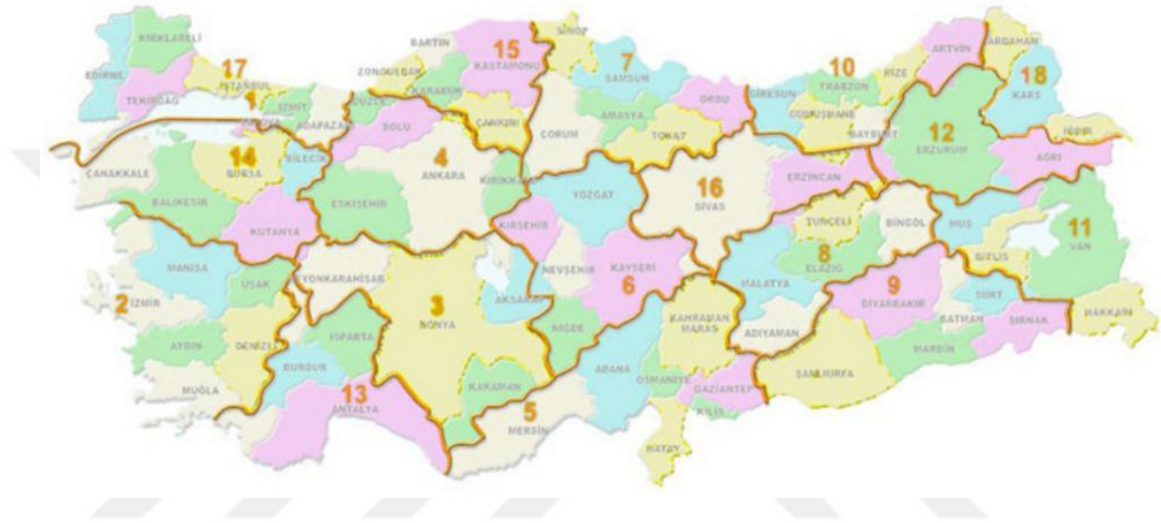 KIRKLARELİ
EDİRNE
TEKİRDAĞ
17
İSTANBUL
1
İZMİT
YALOVA
ADAPAZARI
DÜZCE
BOLU
ZONGULDAK
BARTIN
KARABÜK
15
KASTAMONU
ÇANKIRI
SİNOP
7
SAMSUN
AMASYA
ÇORUM
TOKAT
ORDU
GİRESUN
10
TRABZON
RİZE
GÜMÜŞHANE
BAYBURT
ARTVİN
ARDAHAN
18
KARS
IĞDIR
12
ERZURUM
AĞRI
ÇANAKKALE
14
BURSA
BİLECİK
BALIKESİR
KÜTAHYA
ESKİŞEHİR
4
ANKARA
KIRIKKALE
KIRŞEHİR
YOZGAT
16
SİVAS
ERZİNCAN
TUNÇELİ
BİNGÖL
MUŞ
BİTLİS
11
VAN
HAKKARİ
MANİSA
UŞAK
2
İZMİR
AYDIN
DENİZLİ
MUĞLA
AFYONKARAHİSAR
ISPARTA
BURDUR
13
ANTALYA
3
KONYA
AKSARAY
KARAMAN
NEVŞEHİR
KAYSERİ
6
NİĞDE
5
MERSİN
ADANA
OSMANİYE
KAHRAMAN
MARAŞ
GAZİANTEP
KİLİS
HATAY
MALATYA
8
ELAZIĞ
ADIYAMAN
ŞANLIURFA
9
DİYARBAKIR
BATMAN
SİİRT
ŞIRNAK
MARDİN